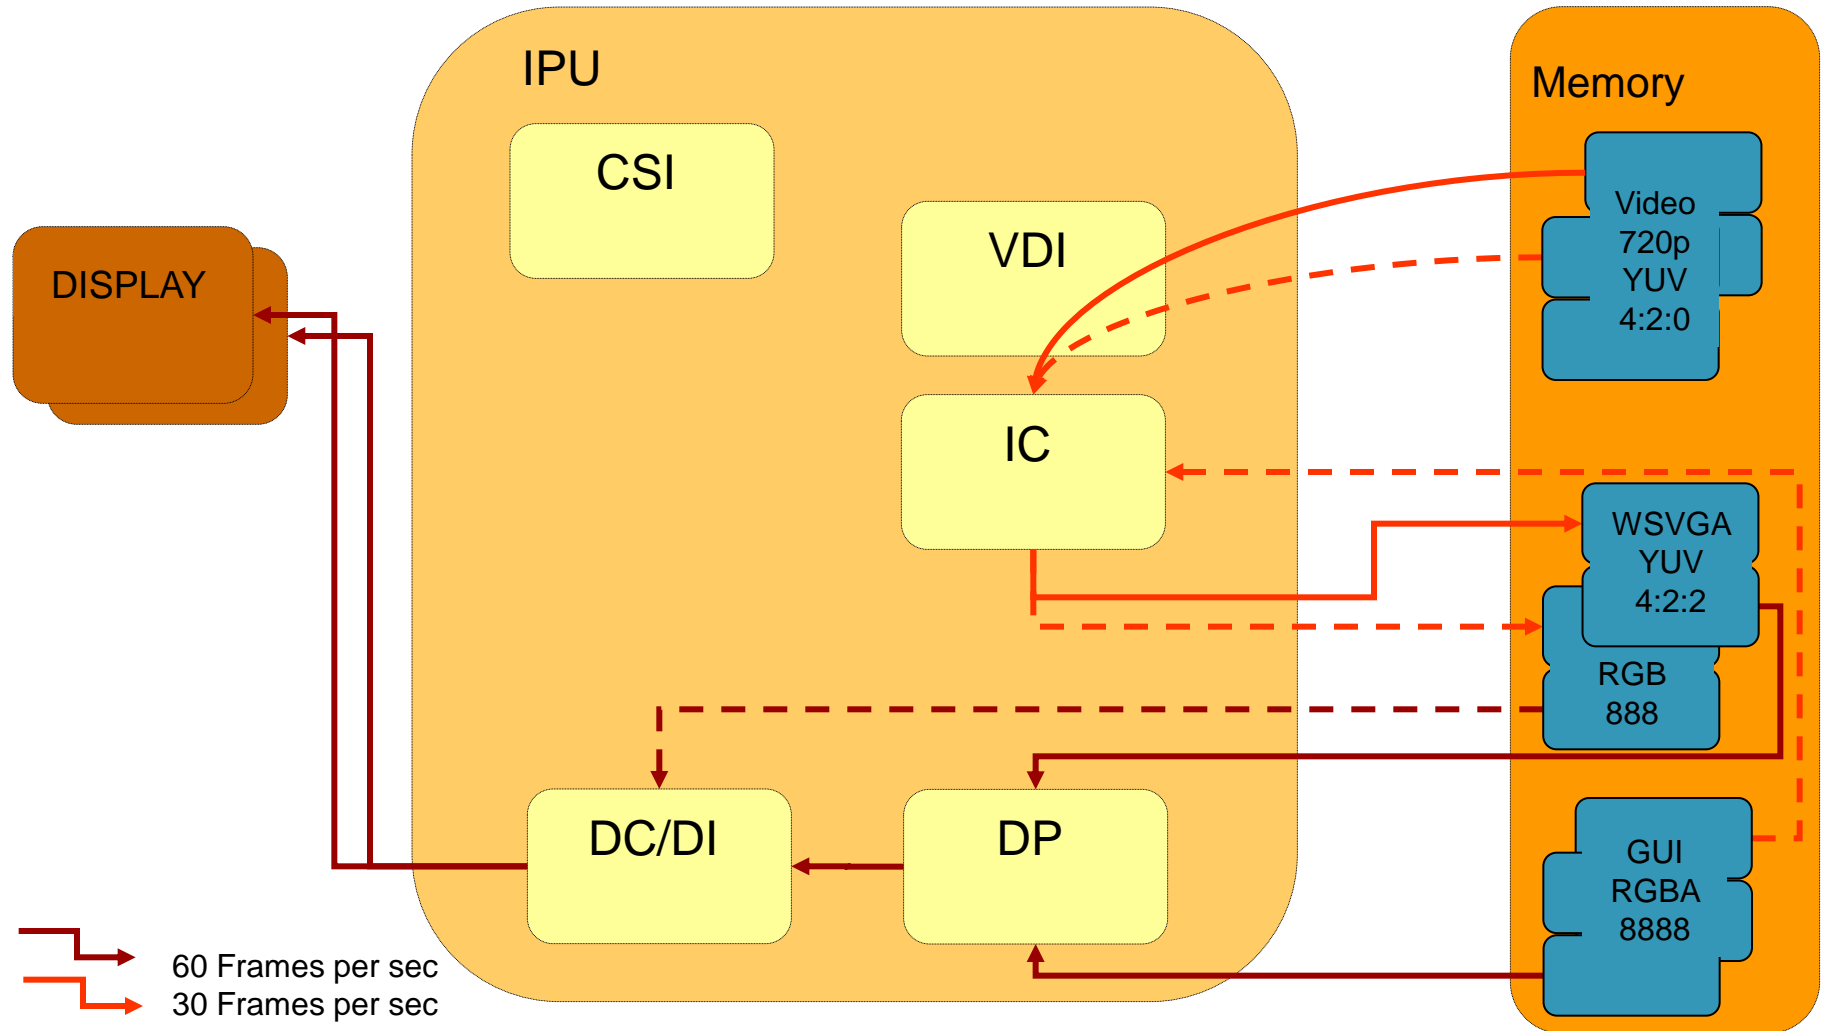 IPU
Memory
CSI
VDI
Video
720p
YUV
4:2:0
DISPLAY
IC
WSVGA
YUV
4:2:2
RGB
888
DC/DI
DP
GUI
RGBA
8888
60 Frames per sec
30 Frames per sec